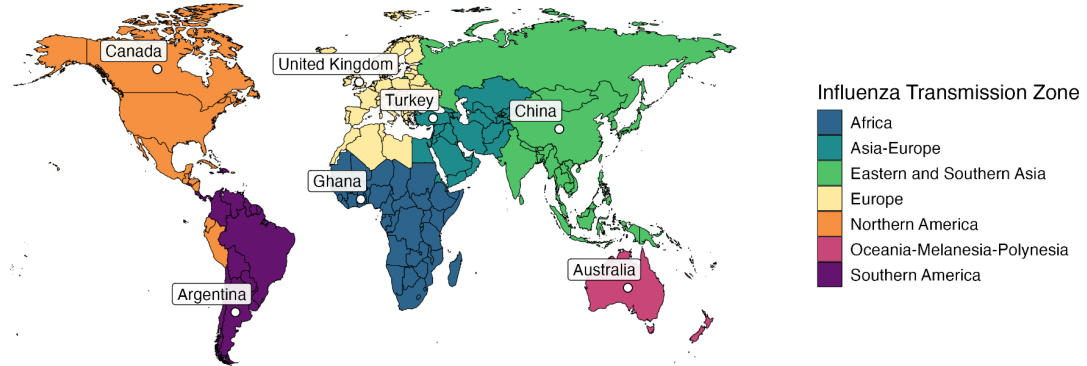 Canada
United Kingdom
Turkey
China
Ghana
Australia
Argentina
Influenza Transmission Zone
Africa
Asia-Europe
Eastern and Southern Asia
Europe
Northern America
Oceania-Melanesia-Polynesia
Southern America